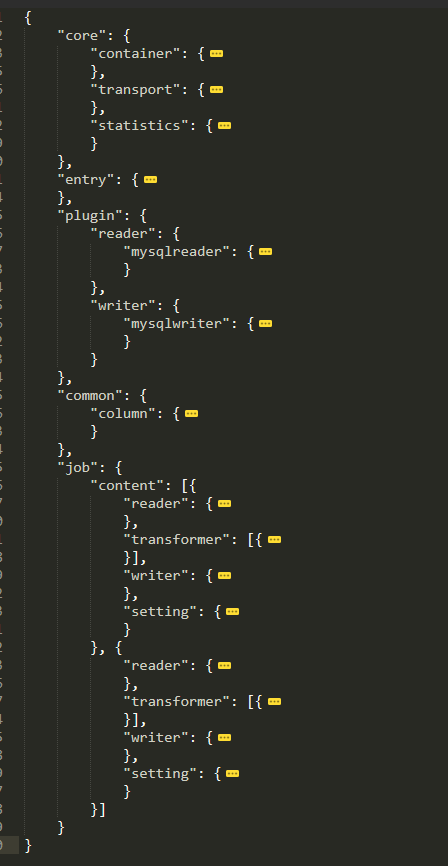 {
"core": {
"container": {
},
"transport": {
},
"statistics": {
}
},
"entry": {
},
"plugin": {
"reader": {
"mysqlreader": {
}
},
"writer": {
"mysqlwriter": {
}
}
},
"common": {
"column": {
}
},
"job": {
"content": [{
"reader": {
},
"transformer": [{
}],
"writer": {
},
"setting": {
}
}, {
"reader": {
},
"transformer": [{
}],
"writer": {
},
"setting": {
}
}]
}
}